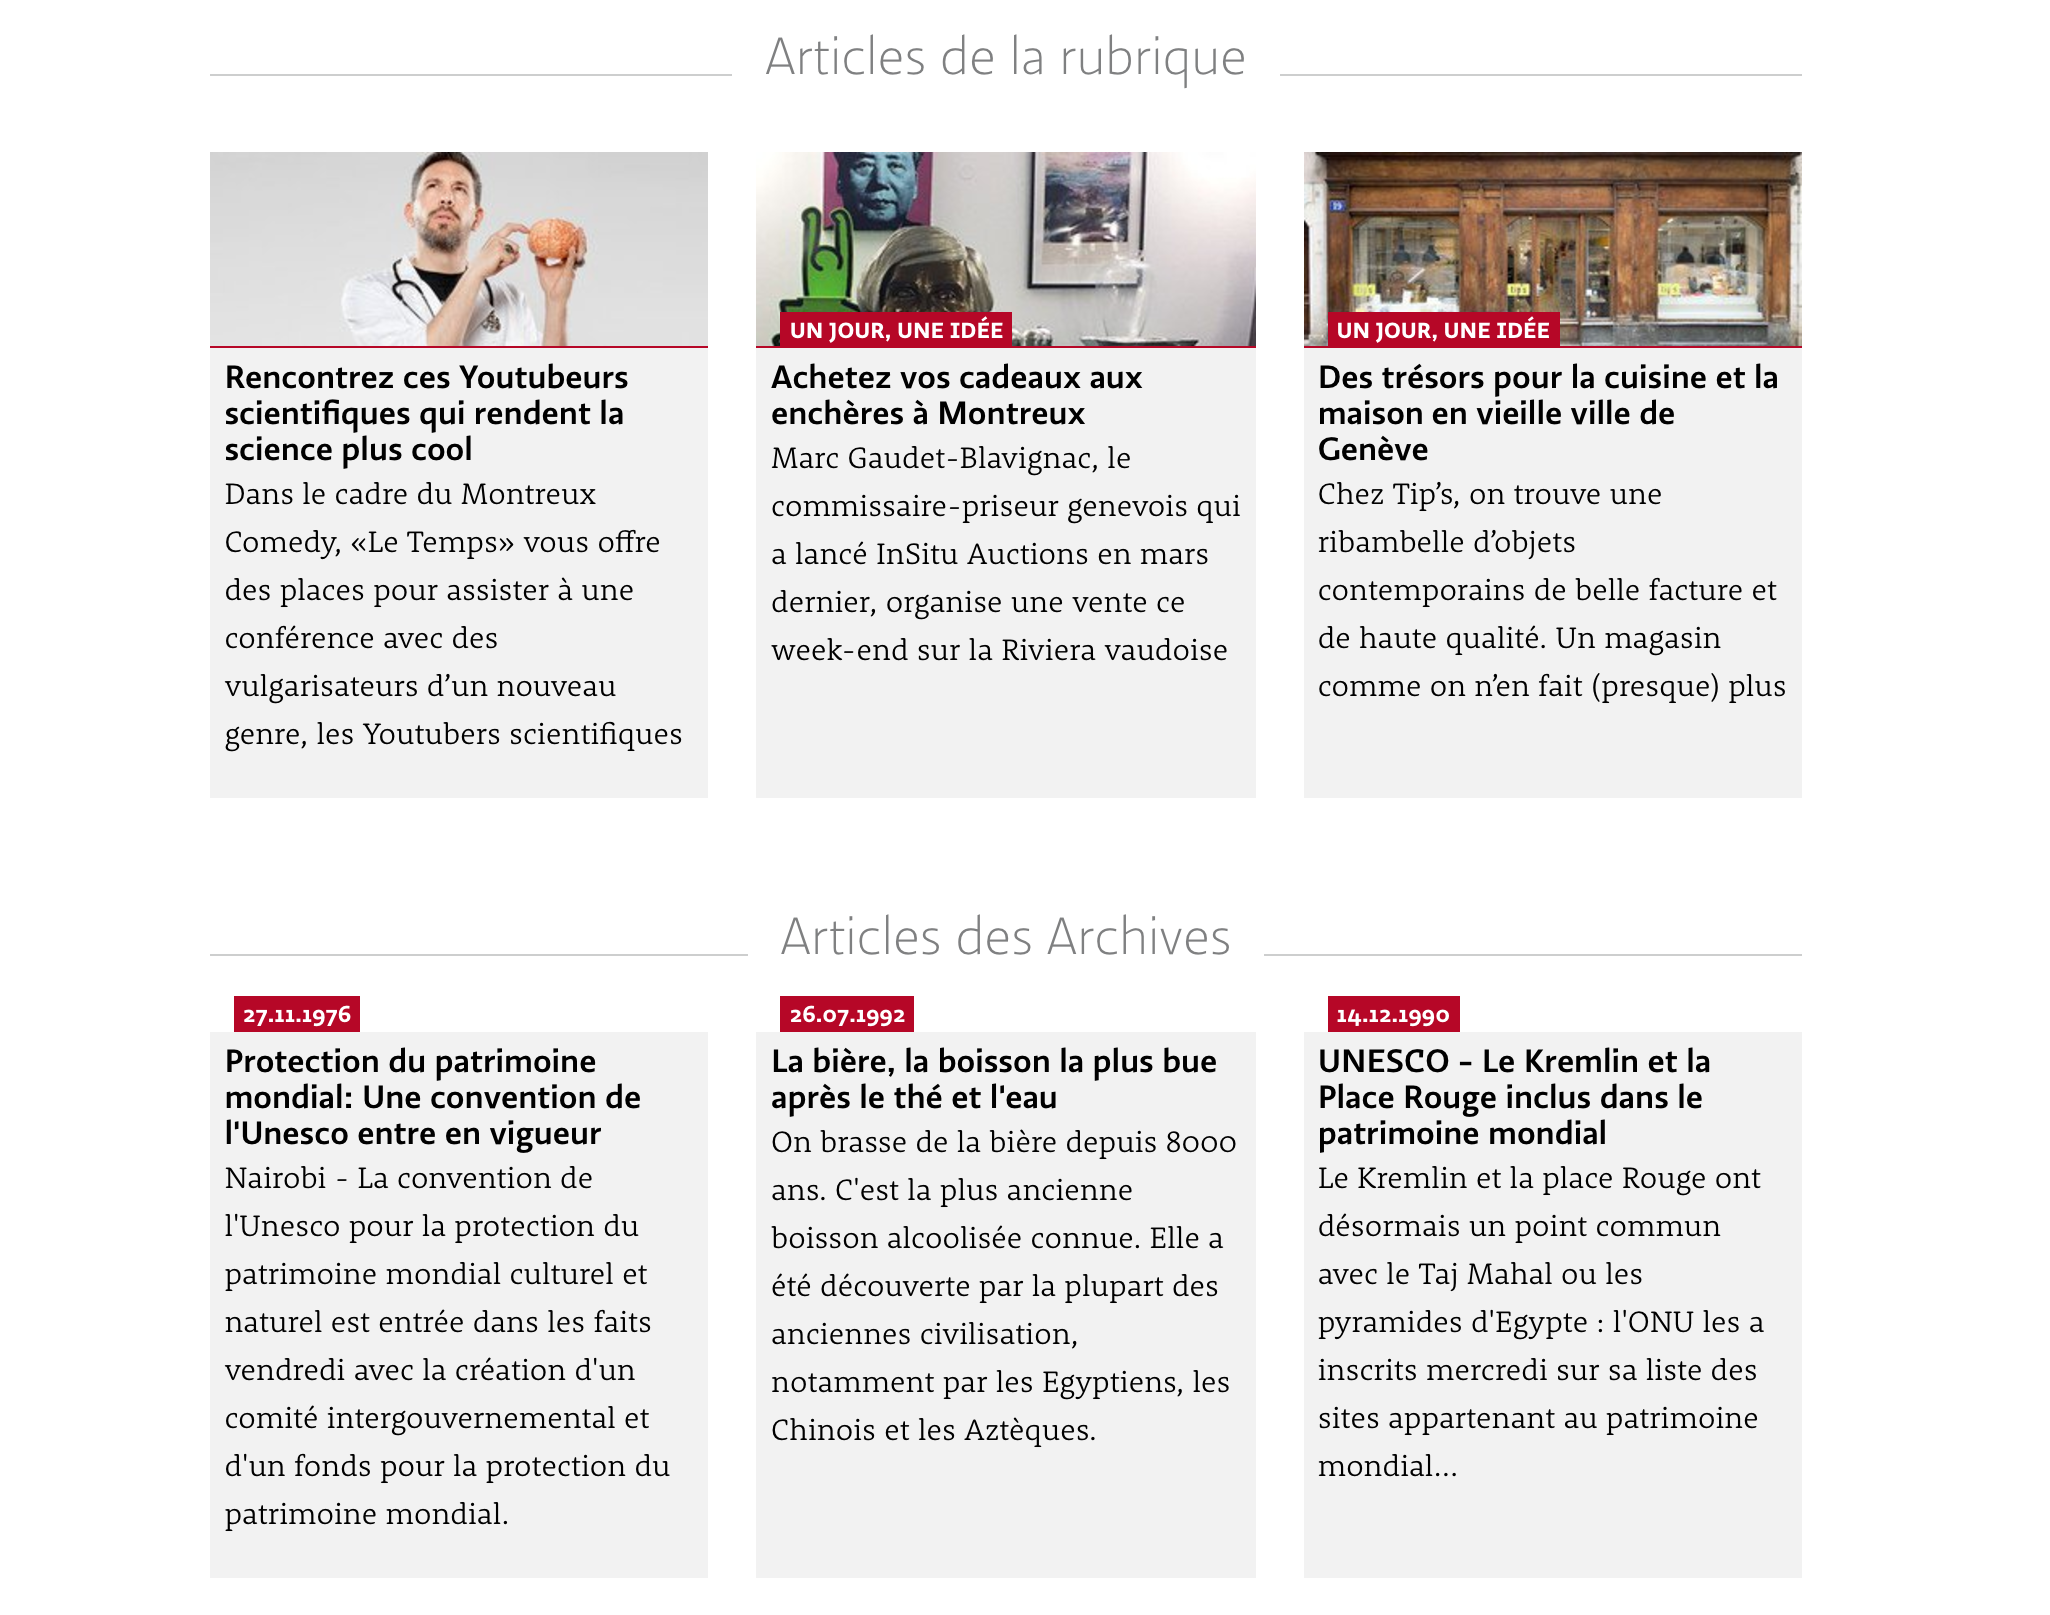 Articles de la rubrique
UN JOUR, UNE IDÉE
UN JOUR, UNE IDÉE
Rencontrez ces Youtubeurs
scientifiques qui rendent la
science plus cool
Dans le cadre du Montreux
Comedy, «Le Temps» vous offre
des places pour assister à une
conférence avec des
vulgarisateurs d’un nouveau
genre, les Youtubers scientifiques
Achetez vos cadeaux aux
enchères à Montreux
Marc Gaudet-Blavignac, le
commissaire-priseur genevois qui
a lancé InSitu Auctions en mars
dernier, organise une vente ce
week-end sur la Riviera vaudoise
Des trésors pour la cuisine et la
maison en vieille ville de
Genève
Chez Tip’s, on trouve une
ribambelle d’objets
contemporains de belle facture et
de haute qualité. Un magasin
comme on n’en fait (presque) plus
Articles des Archives
27.11.1976
Protection du patrimoine
mondial: Une convention de
l'Unesco entre en vigueur
Nairobi - La convention de
l'Unesco pour la protection du
patrimoine mondial culturel et
naturel est entrée dans les faits
vendredi avec la création d'un
comité intergouvernemental et
d'un fonds pour la protection du
patrimoine mondial.
26.07.1992
La bière, la boisson la plus bue
après le thé et l'eau
On brasse de la bière depuis 8000
ans. C'est la plus ancienne
boisson alcoolisée connue. Elle a
été découverte par la plupart des
anciennes civilisation,
notamment par les Egyptiens, les
Chinois et les Aztèques.
14.12.1990
UNESCO - Le Kremlin et la
Place Rouge inclus dans le
patrimoine mondial
Le Kremlin et la place Rouge ont
désormais un point commun
avec le Taj Mahal ou les
pyramides d'Egypte : l'ONU les a
inscrits mercredi sur sa liste des
sites appartenant au patrimoine
mondial...